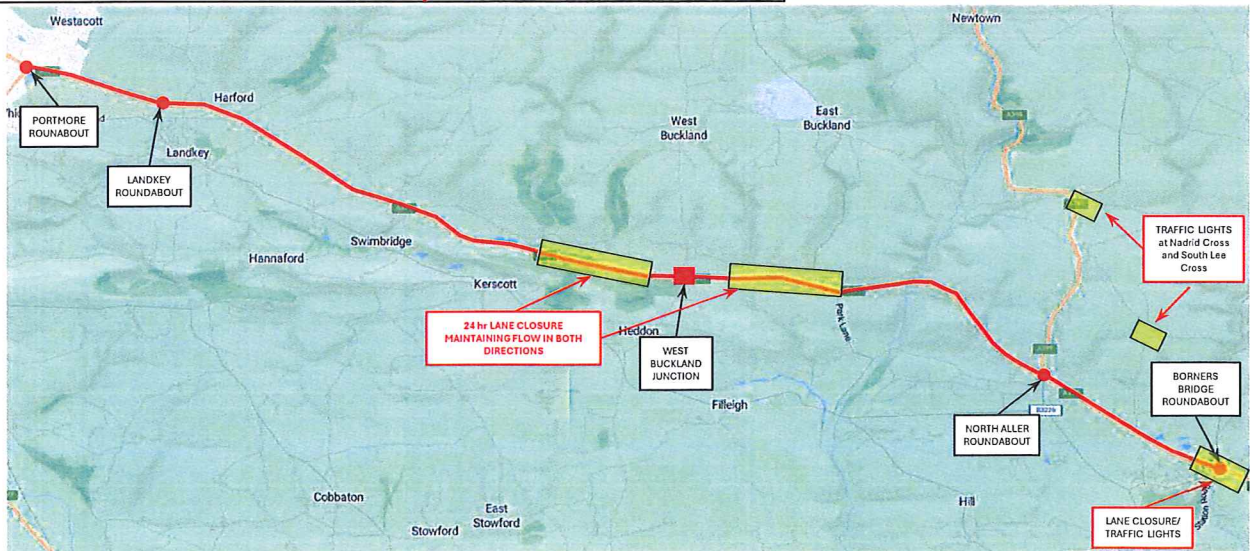 Westacott
Newtown
PORTMORE
ROUNABOUT
Harford
Landkey
LANDKEY
ROUNDABOUT
West
Buckland
East
Buckland
TRAFFIC LIGHTS
at Nadrid Cross
and South Lee
Cross
Swimbridge
Hannaford
Kerscott
24 hr LANE CLOSURE
MAINTAINING FLOW IN BOTH
DIRECTIONS
Heddon
WEST
BUCKLAND
JUNCTION
Park Lane
Filleigh
BORNERS
BRIDGE
ROUNDABOUT
B3226
NORTH ALLER
ROUNDABOUT
Cobbaton
East
Stowford
Stowford
Hill
LANE CLOSURE/
TRAFFIC LIGHTS